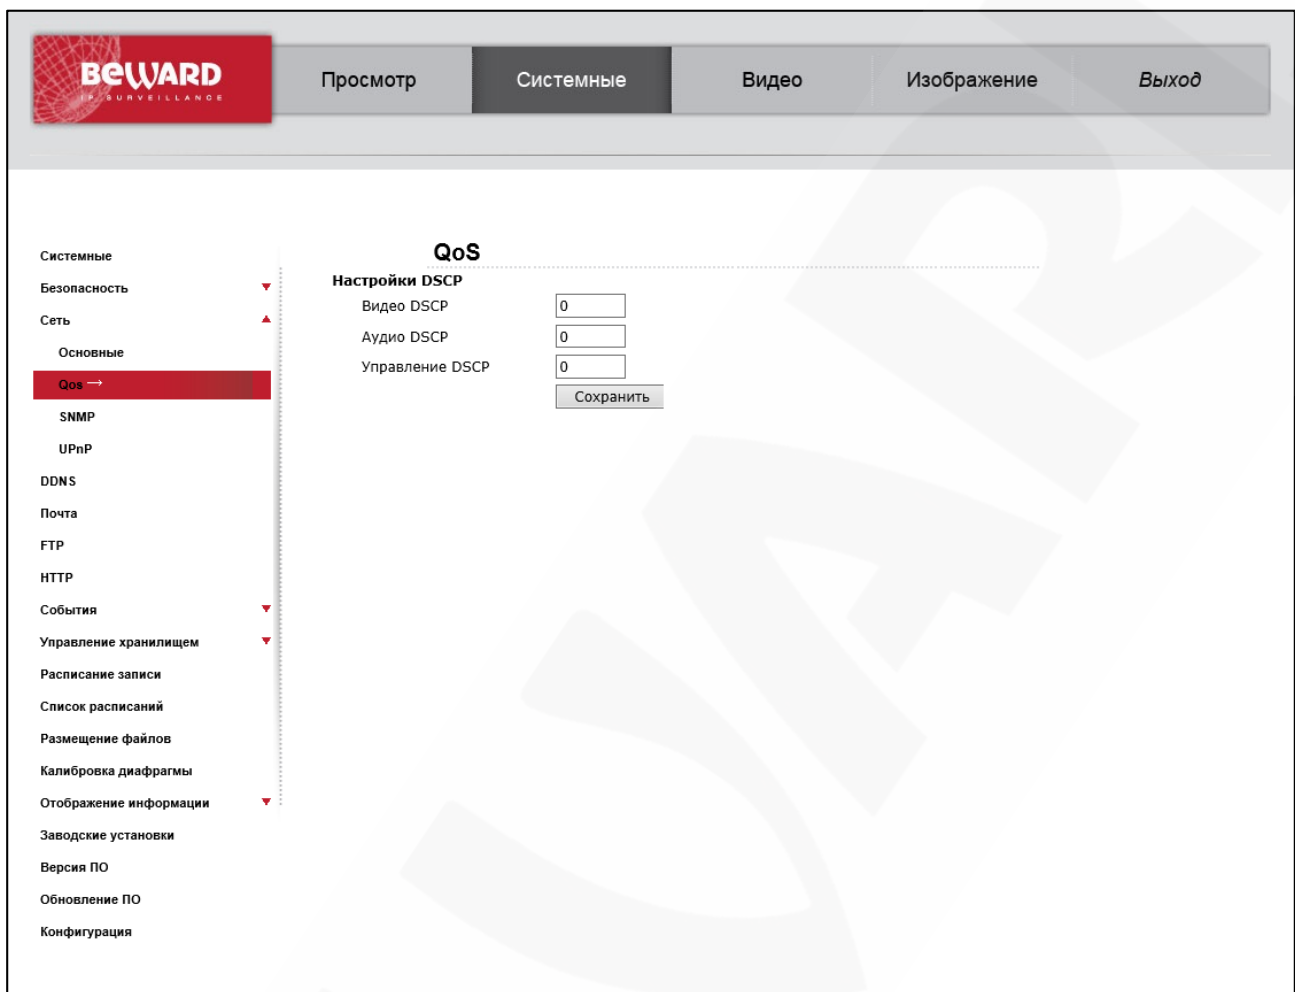 BEWARD
IP SURVEILLANCE
Просмотр
Системные
Видео
Изображение
Выход
Системные
Безопасность
Сеть
Основные
Qos →
SNMP
UPnP
DDNS
Почта
FTP
HTTP
События
Управление хранилищем
Расписание записи
Список расписаний
Размещение файлов
Калибровка диафрагмы
Отображение информации
Заводские установки
Версия ПО
Обновление ПО
Конфигурация
QoS
Настройки DSCP
Видео DSCP 0
Аудио DSCP 0
Управление DSCP 0
Сохранить